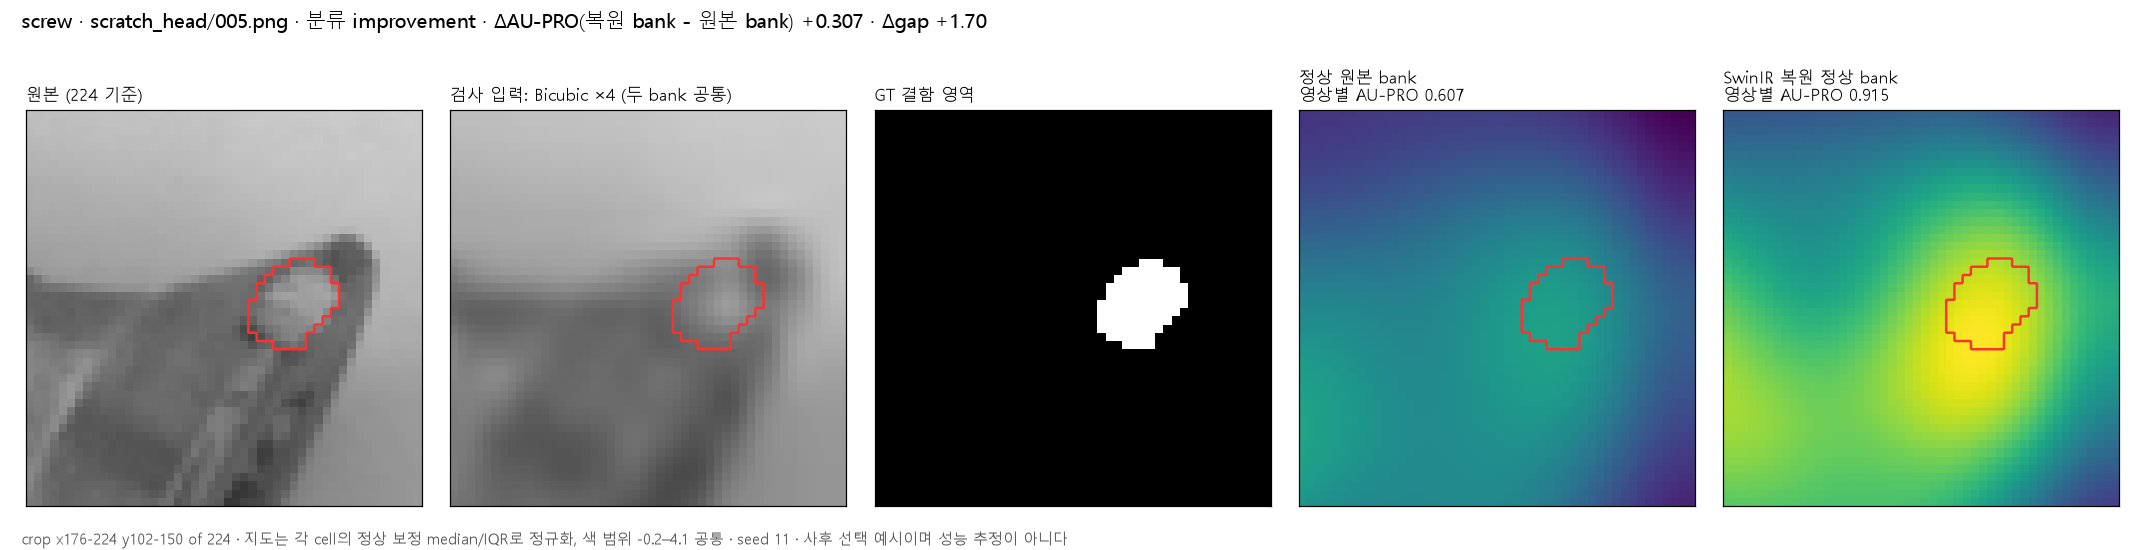 screw · scratch_head/005.png · 분류 improvement · ΔAU-PRO(복원 bank - 원본 bank) +0.307 · Δgap +1.70
원본 (224 기준)
검사 입력: Bicubic ×4 (두 bank 공통)
GT 결함 영역
정상 원본 bank
영상별 AU-PRO 0.607
SwinIR 복원 정상 bank
영상별 AU-PRO 0.915
crop x176-224 y102-150 of 224 · 지도는 각 cell의 정상 보정 median/IQR로 정규화, 색 범위 -0.2–4.1 공통 · seed 11 · 사후 선택 예시이며 성능 추정이 아니다